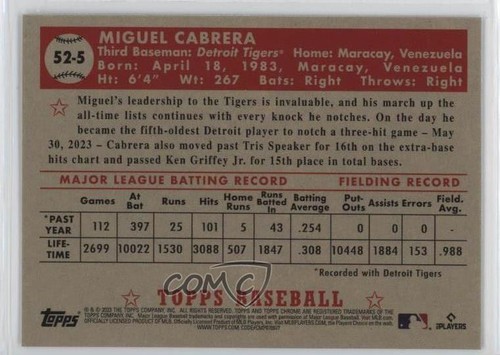 52-5
MIGUEL CABRERA
Third Baseman: Detroit Tigers® Home: Maracay, Venezuela
Born: April 18, 1983, Maracay, Venezuela
Ht: 6'4" Wt: 267 Bats: Right Throws: Right
Miguel's leadership to the Tigers is invaluable, and his march up the
all-time lists continues with every knock he notches. On the day he
became the fifth-oldest Detroit player to notch a three-hit game –
May 30, 2023 – Cabrera also moved past Tris Speaker for 16th on the extra-base
hits chart and passed Ken Griffey Jr. for 15th place in total bases.
MAJOR LEAGUE BATTING RECORD FIELDING RECORD
Games At Bat Runs Hits Home Runs Runs Batted In Batting Average Put-Outs Assists Errors Field. Avg.
*PAST YEAR 112 397 25 101 5 43 .254 0 0 0 -
LIFE-TIME 2699 10022 1530 3088 507 1847 .308 10448 1884 153 .988
*Recorded with Detroit Tigers
COMC
TOPPS BASEBALL
Topps
PLAYERS